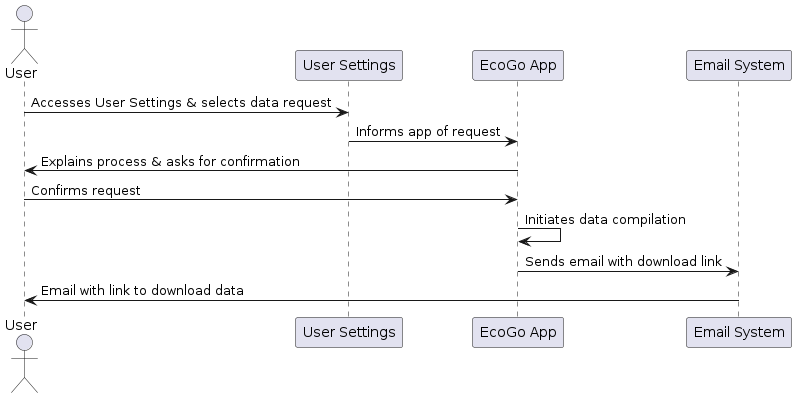 User
User Settings
EcoGo App
Email System
Accesses User Settings & selects data request
Informs app of request
Explains process & asks for confirmation
Confirms request
Initiates data compilation
Sends email with download link
Email with link to download data
User
User Settings
EcoGo App
Email System